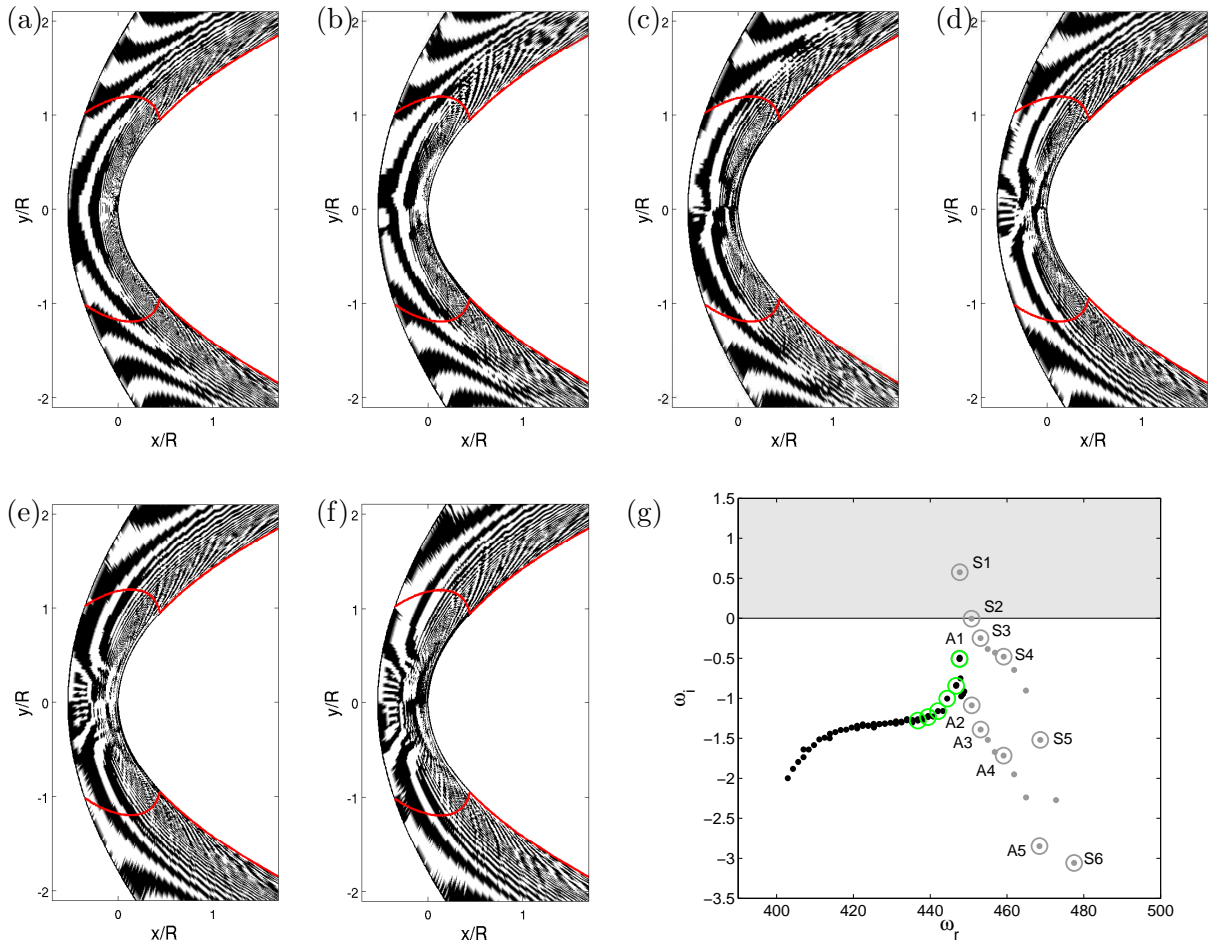 (a) (b) (c) (d)
2 2 2 2
1 1 1 1
y/R 0 y/R 0 y/R 0 y/R 0
-1 -1 -1 -1
-2 -2 -2 -2
0 1 0 1 0 1 0 1
x/R x/R x/R x/R
(e) (f) (g)
2 2
1 1
y/R 0 y/R 0
-1 -1
-2 -2
0 1 0 1
x/R x/R
1.5
1
0.5
0
−0.5
−1
−1.5
−2
−2.5
−3
−3.5
ω_i
S1
S2
A1 S3
S4
A2
A3 S5
A4
A5 S6
400 420 440 460 480 500
ω_r